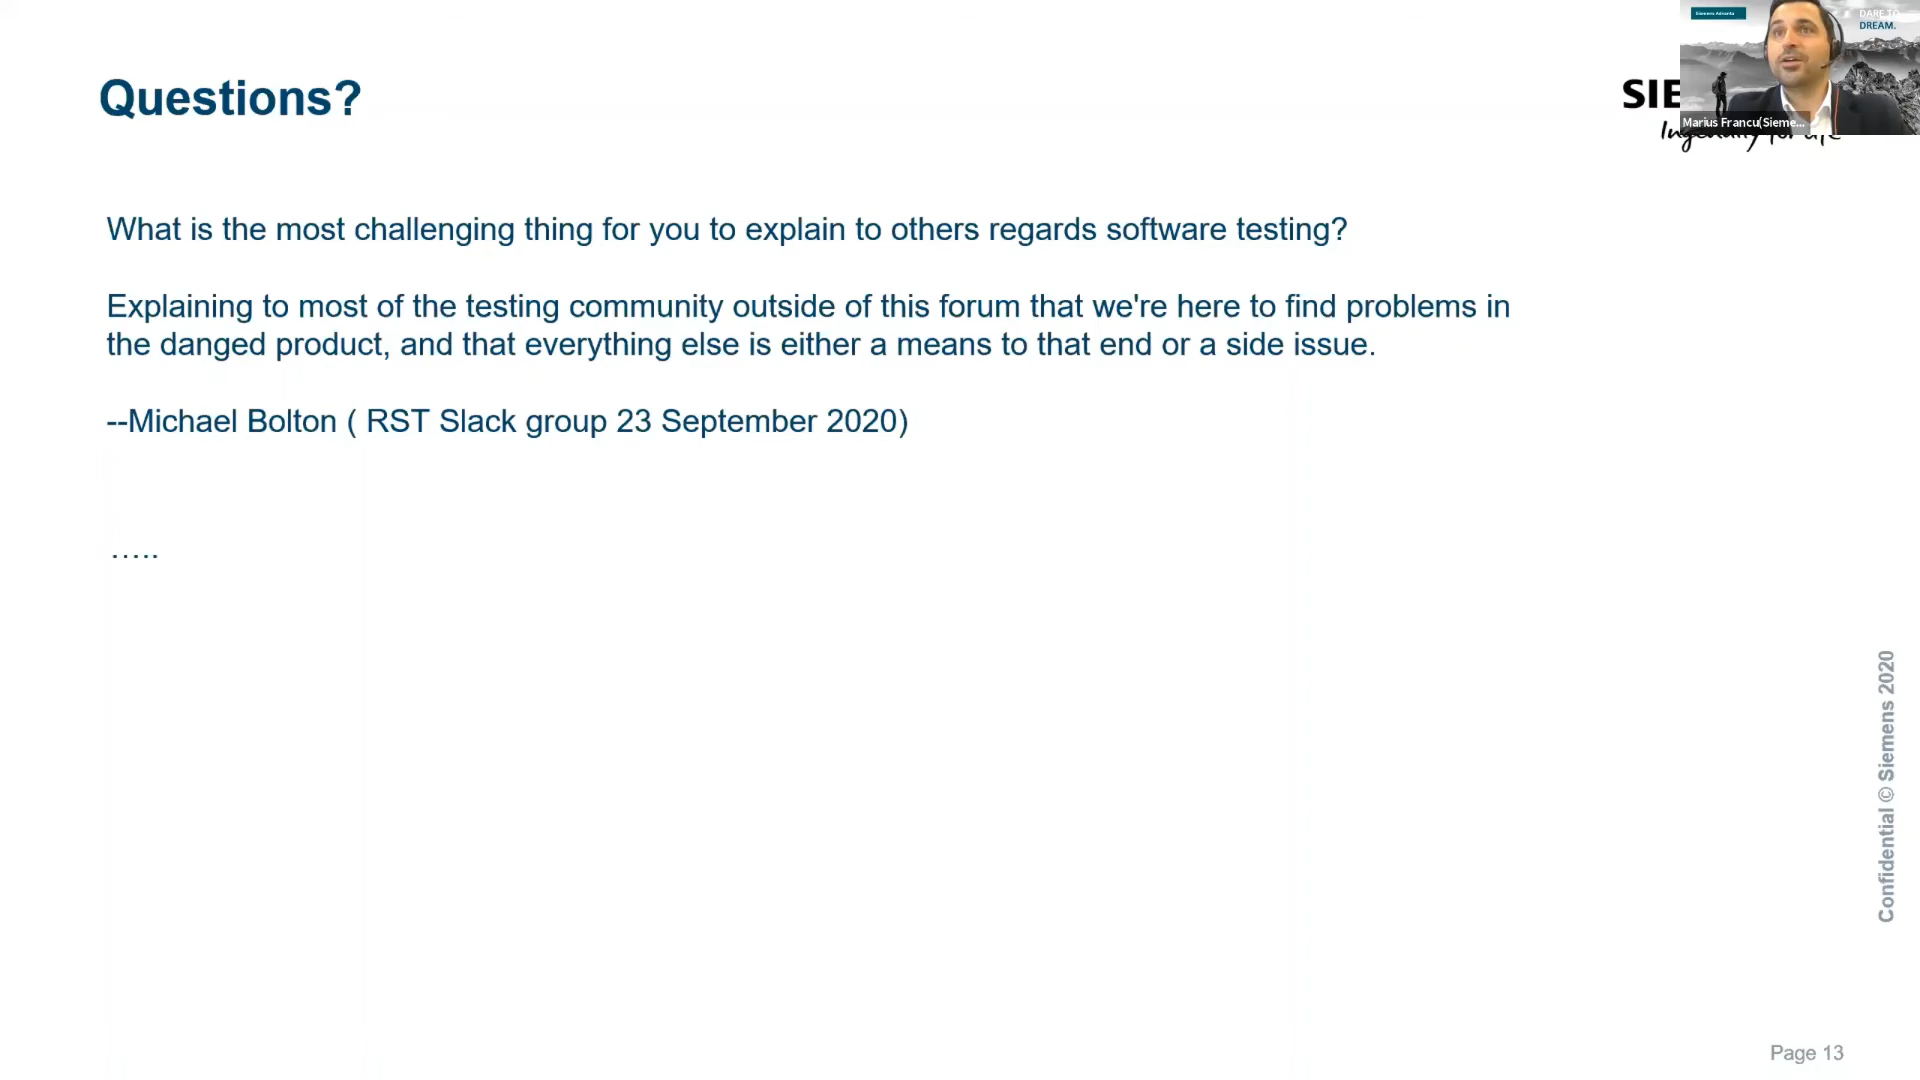 Questions?
SIE
Siemens Advanta
DARE TO
DREAM.
Marius Francu(Sieme...
What is the most challenging thing for you to explain to others regards software testing?
Explaining to most of the testing community outside of this forum that we're here to find problems in
the danged product, and that everything else is either a means to that end or a side issue.
--Michael Bolton ( RST Slack group 23 September 2020)
…..
Confidential © Siemens 2020
Page 13